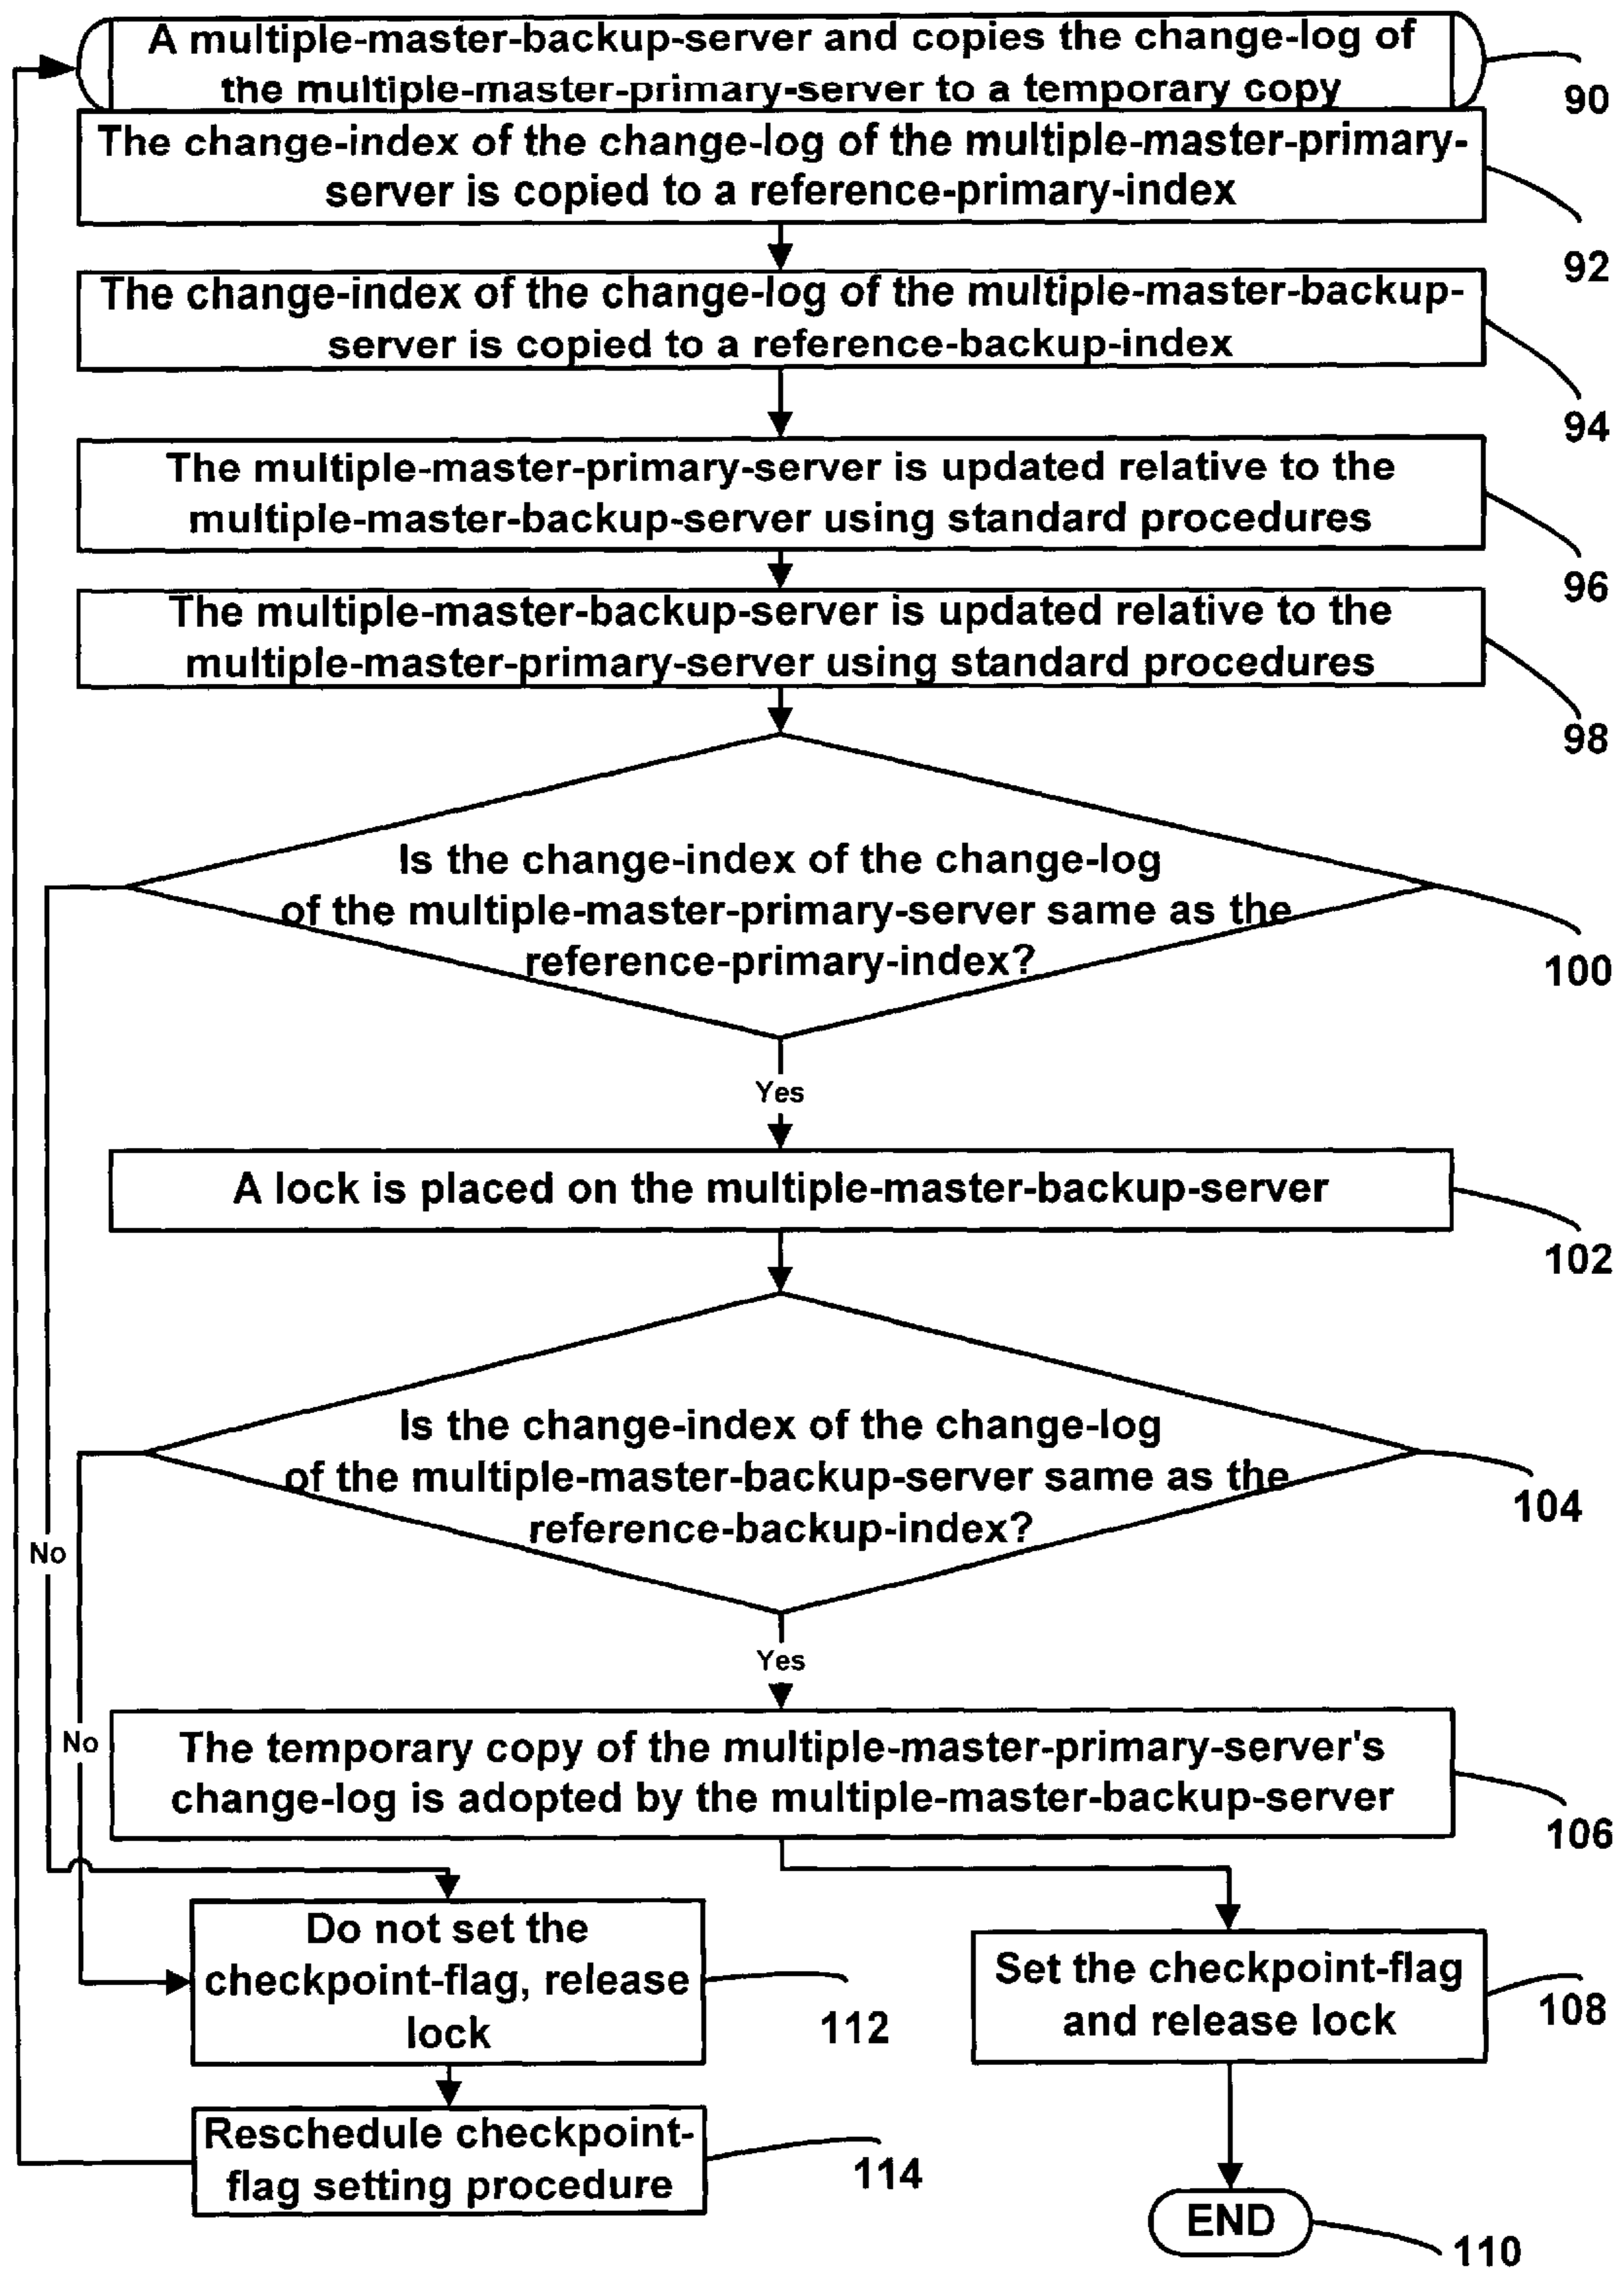 A multiple-master-backup-server and copies the change-log of
the multiple-master-primary-server to a temporary copy
90
The change-index of the change-log of the multiple-master-primary-
server is copied to a reference-primary-index
92
The change-index of the change-log of the multiple-master-backup-
server is copied to a reference-backup-index
94
The multiple-master-primary-server is updated relative to the
multiple-master-backup-server using standard procedures
96
The multiple-master-backup-server is updated relative to the
multiple-master-primary-server using standard procedures
98
Is the change-index of the change-log
of the multiple-master-primary-server same as the
reference-primary-index?
100
Yes
A lock is placed on the multiple-master-backup-server
102
Is the change-index of the change-log
of the multiple-master-backup-server same as the
reference-backup-index?
104
No
Yes
No
The temporary copy of the multiple-master-primary-server's
change-log is adopted by the multiple-master-backup-server
106
Do not set the
checkpoint-flag, release
lock
112
Set the checkpoint-flag
and release lock
108
Reschedule checkpoint-
flag setting procedure
114
END
110